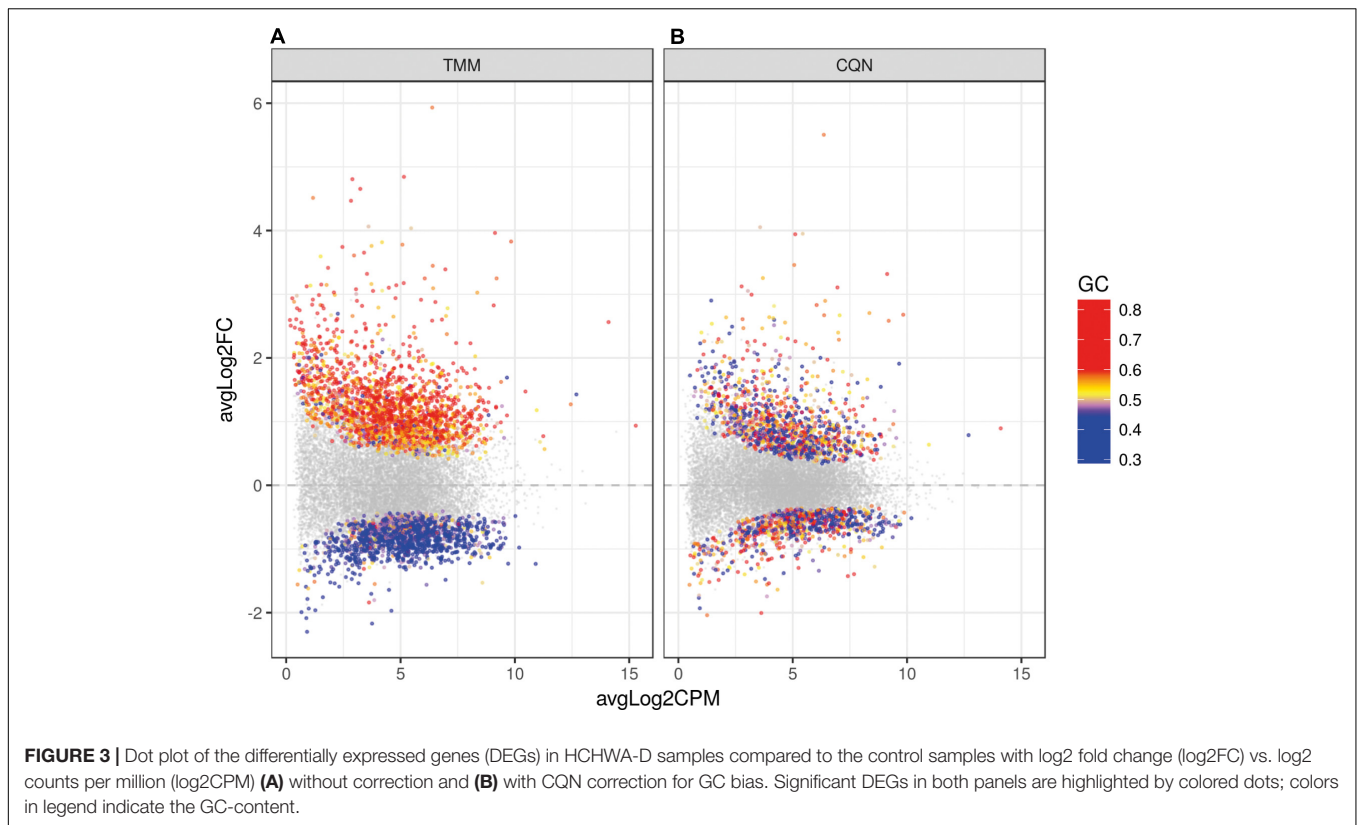 A
B
TMM
CQN
6
4
2
0
-2
avgLog2FC
0
5
10
15
0
5
10
15
avgLog2CPM
GC
0.8
0.7
0.6
0.5
0.4
0.3
FIGURE 3 | Dot plot of the differentially expressed genes (DEGs) in HCHWA-D samples compared to the control samples with log2 fold change (log2FC) vs. log2
counts per million (log2CPM) (A) without correction and (B) with CQN correction for GC bias. Significant DEGs in both panels are highlighted by colored dots; colors
in legend indicate the GC-content.